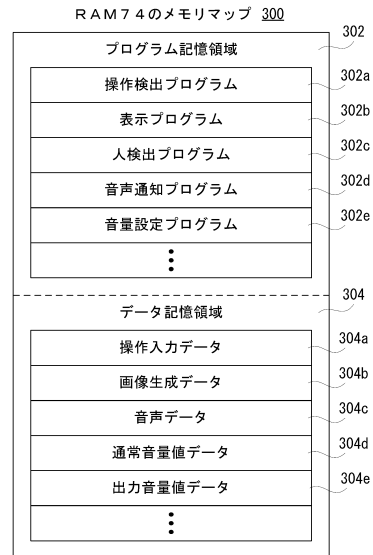 ＲＡＭ７４のメモリマップ 300
プログラム記憶領域 302
操作検出プログラム 302a
表示プログラム 302b
人検出プログラム 302c
音声通知プログラム 302d
音量設定プログラム 302e
データ記憶領域 304
操作入力データ 304a
画像生成データ 304b
音声データ 304c
通常音量値データ 304d
出力音量値データ 304e